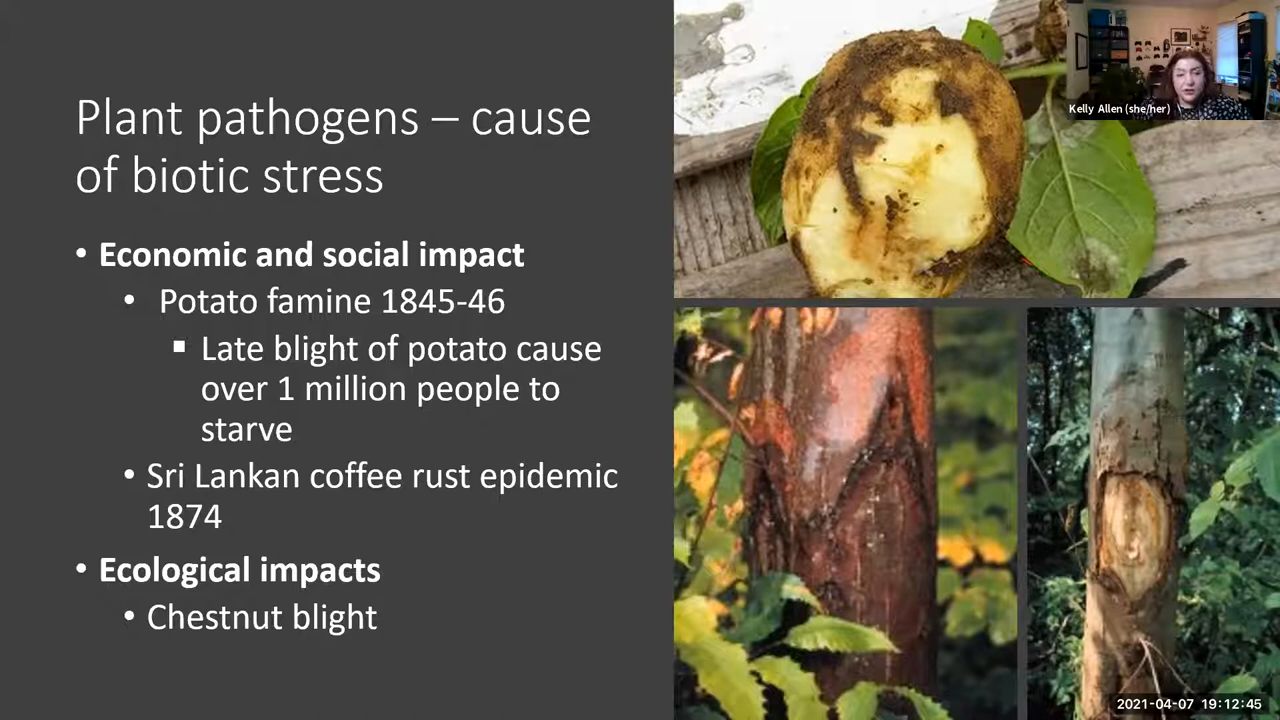 Plant pathogens – cause
of biotic stress
• Economic and social impact
• Potato famine 1845-46
▪ Late blight of potato cause
over 1 million people to
starve
• Sri Lankan coffee rust epidemic
1874
• Ecological impacts
• Chestnut blight
Kelly Allen (she/her)
2021-04-07 19:12:45